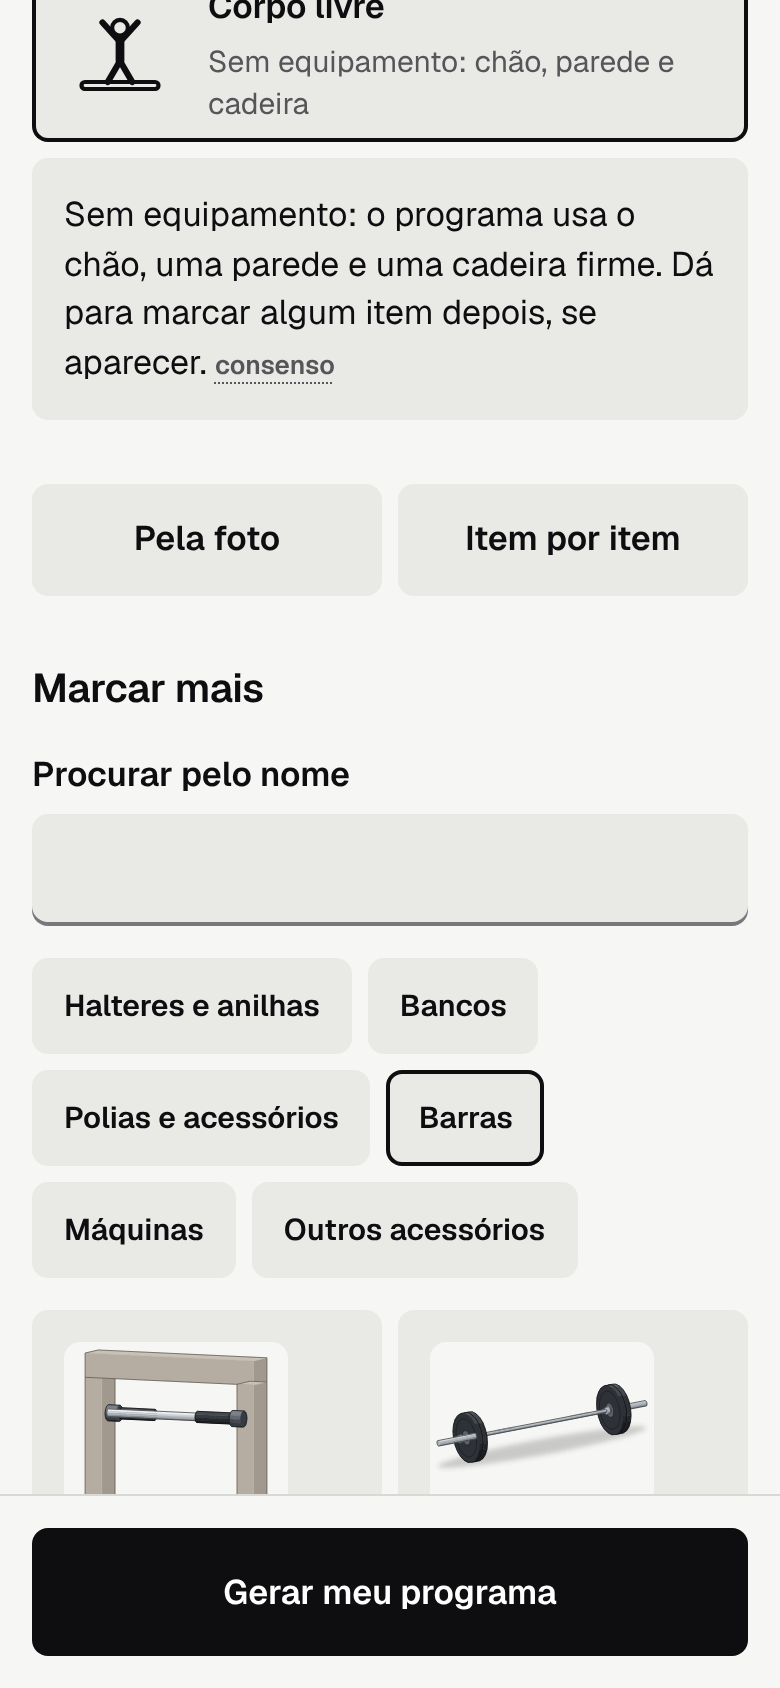 Corpo livre
Sem equipamento: chão, parede e
cadeira
Sem equipamento: o programa usa o
chão, uma parede e uma cadeira firme. Dá
para marcar algum item depois, se
aparecer. consenso
Pela foto
Item por item
Marcar mais
Procurar pelo nome
Halteres e anilhas
Bancos
Polias e acessórios
Barras
Máquinas
Outros acessórios
Gerar meu programa